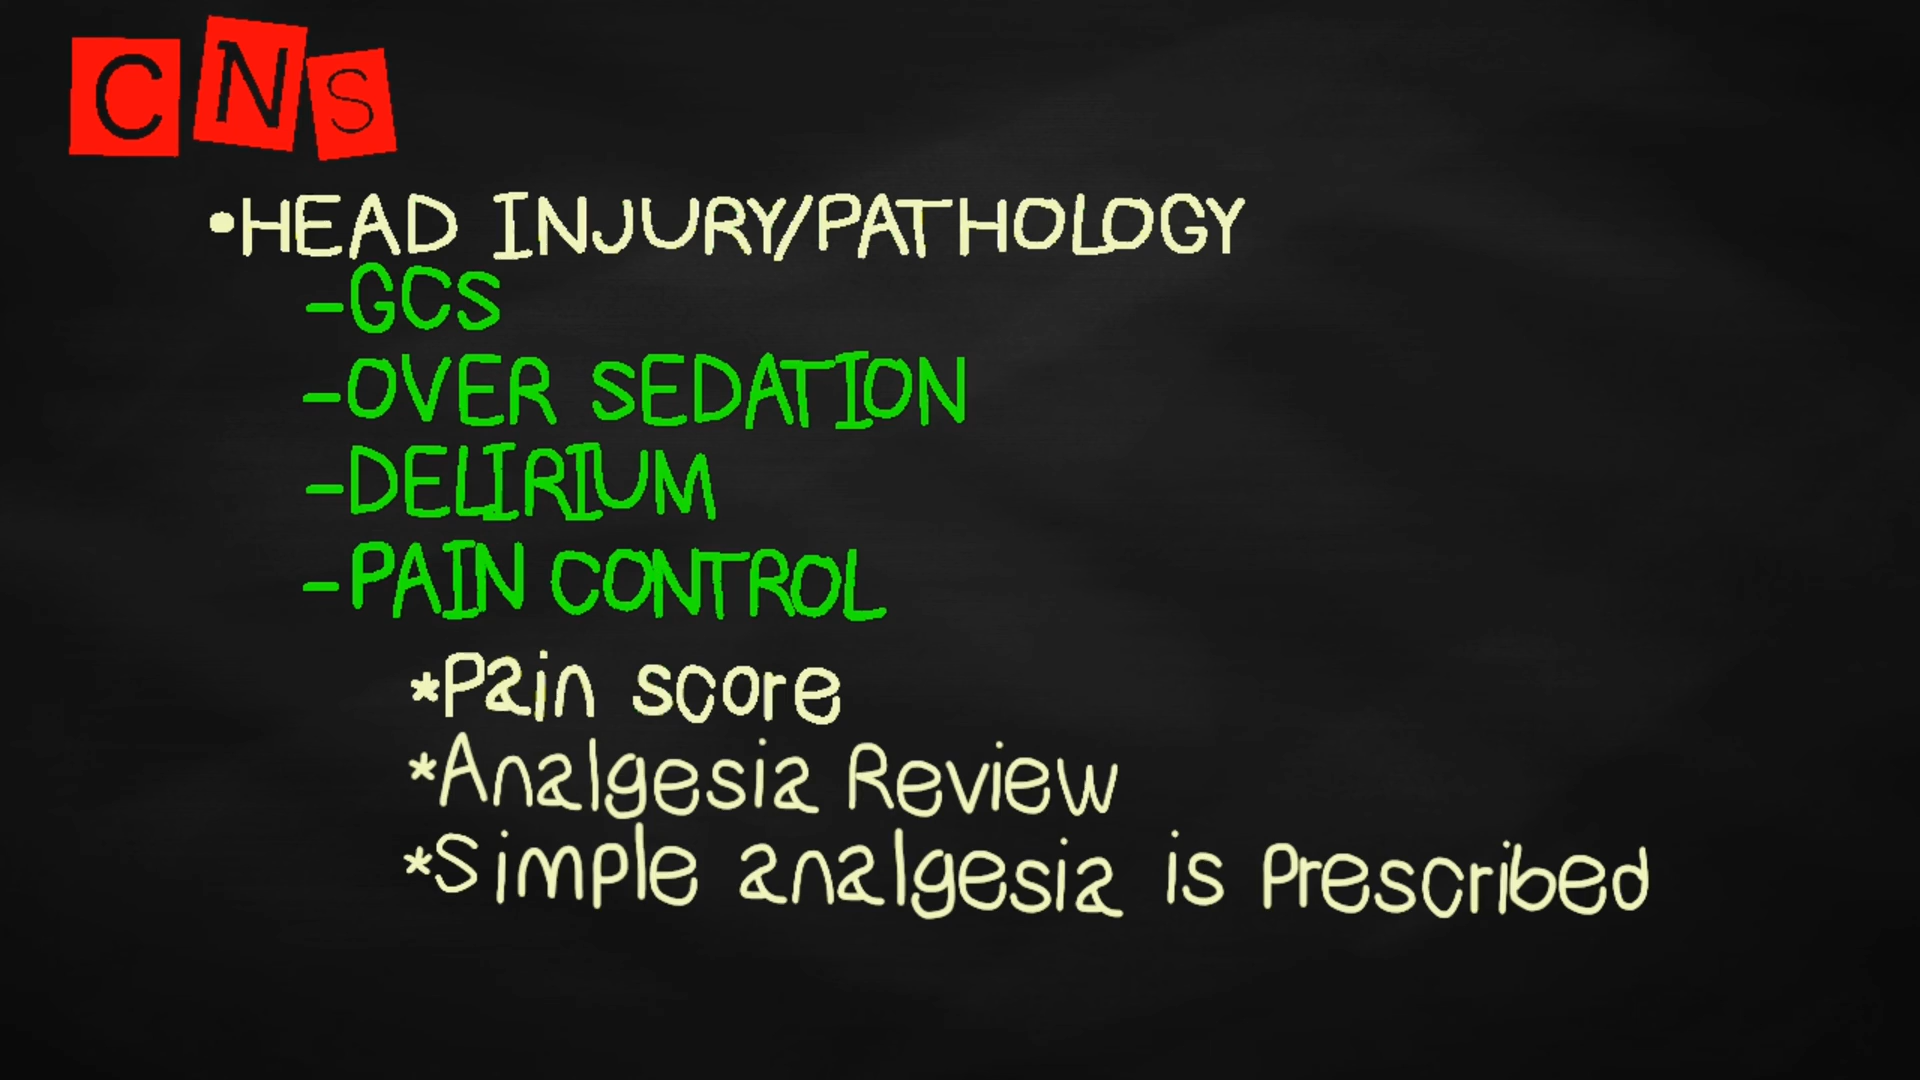 CNS
•HEAD INJURY/PATHOLOGY
-GCS
-OVER SEDATION
-DELIRIUM
-PAIN CONTROL
*Pain score
*Analgesia Review
*Simple analgesia is Prescribed